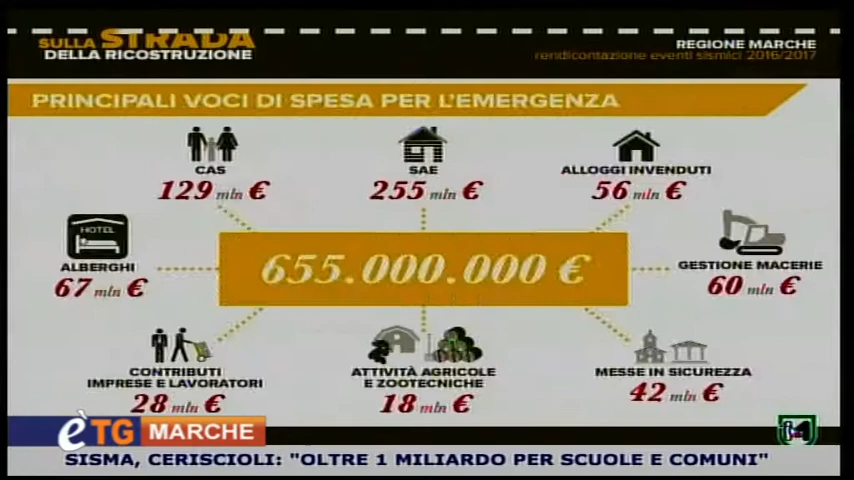 SULLA STRADA
DELLA RICOSTRUZIONE
REGIONE MARCHE
rendicontazione eventi sismici 2016/2017
PRINCIPALI VOCI DI SPESA PER L'EMERGENZA
CAS
129 mln €
SAE
255 mln €
ALLOGGI INVENDUTI
56 mln €
HOTEL
ALBERGHI
67 mln €
655.000.000 €
GESTIONE MACERIE
60 mln €
CONTRIBUTI
IMPRESE E LAVORATORI
28 mln €
ATTIVITÀ AGRICOLE
E ZOOTECNICHE
18 mln €
MESSE IN SICUREZZA
42 mln €
è TG MARCHE
SISMA, CERISCIOLI: "OLTRE 1 MILIARDO PER SCUOLE E COMUNI"